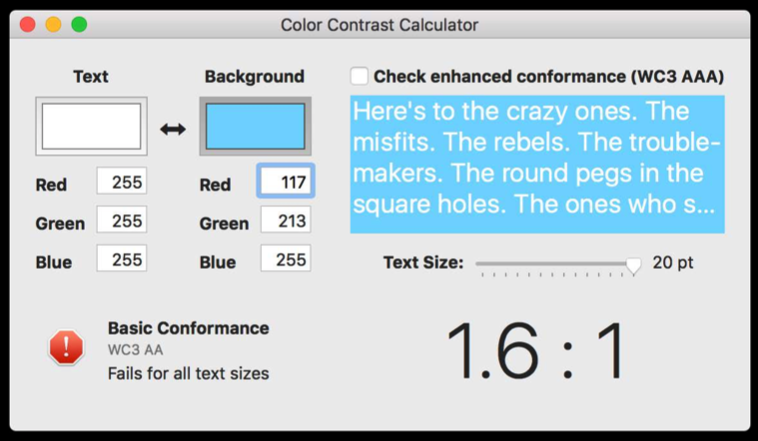 Color Contrast Calculator
Text
Background
Red 255
Green 255
Blue 255
Red 117
Green 213
Blue 255
Check enhanced conformance (WC3 AAA)
Here's to the crazy ones. The
misfits. The rebels. The trouble-
makers. The round pegs in the
square holes. The ones who s...
Text Size: 20 pt
Basic Conformance
WC3 AA
Fails for all text sizes
1.6 : 1